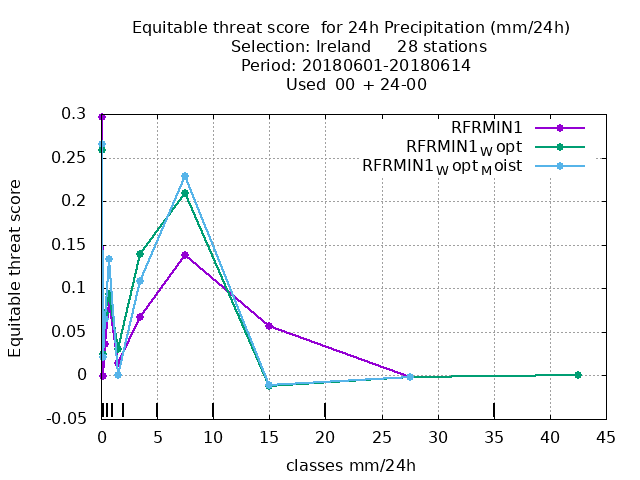 Equitable threat score for 24h Precipitation (mm/24h)
Selection: Ireland 28 stations
Period: 20180601-20180614
Used 00 + 24-00
RFRMIN1
RFRMIN1Wopt
RFRMIN1WoptMoist
Equitable threat score
0.3
0.25
0.2
0.15
0.1
0.05
0
-0.05
0 5 10 15 20 25 30 35 40 45
classes mm/24h